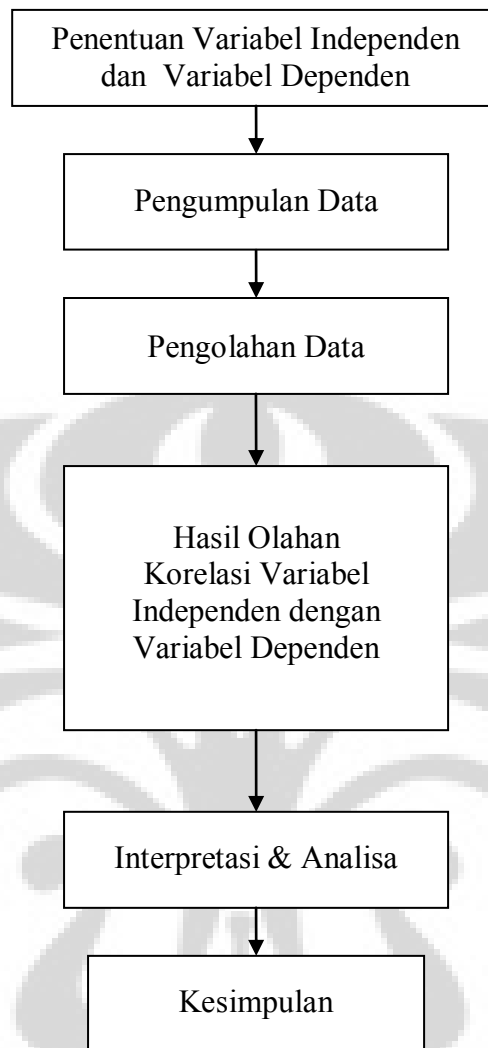 Penentuan Variabel Independen
dan Variabel Dependen
Pengumpulan Data
Pengolahan Data
Hasil Olahan
Korelasi Variabel
Independen dengan
Variabel Dependen
Interpretasi & Analisa
Kesimpulan